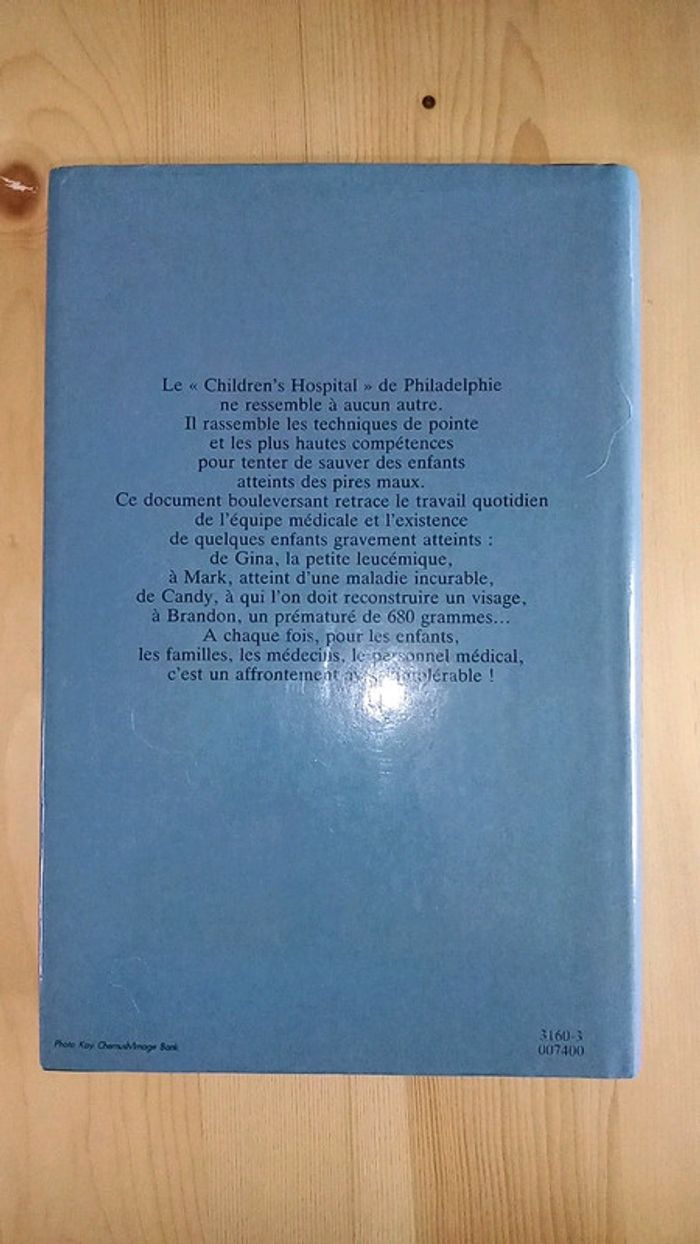 Le « Children's Hospital » de Philadelphie
ne ressemble à aucun autre.
Il rassemble les techniques de pointe
et les plus hautes compétences
pour tenter de sauver des enfants
atteints des pires maux.
Ce document bouleversant retrace le travail quotidien
de l'équipe médicale et l'existence
de quelques enfants gravement atteints :
de Gina, la petite leucémique,
à Mark, atteint d'une maladie incurable,
de Candy, à qui l'on doit reconstruire un visage,
à Brandon, un prématuré de 680 grammes...
A chaque fois, pour les enfants,
les familles, les médecins, le personnel médical,
c'est un affrontement !
Photo Kay Chernush/Image Bank
3160-3
007400